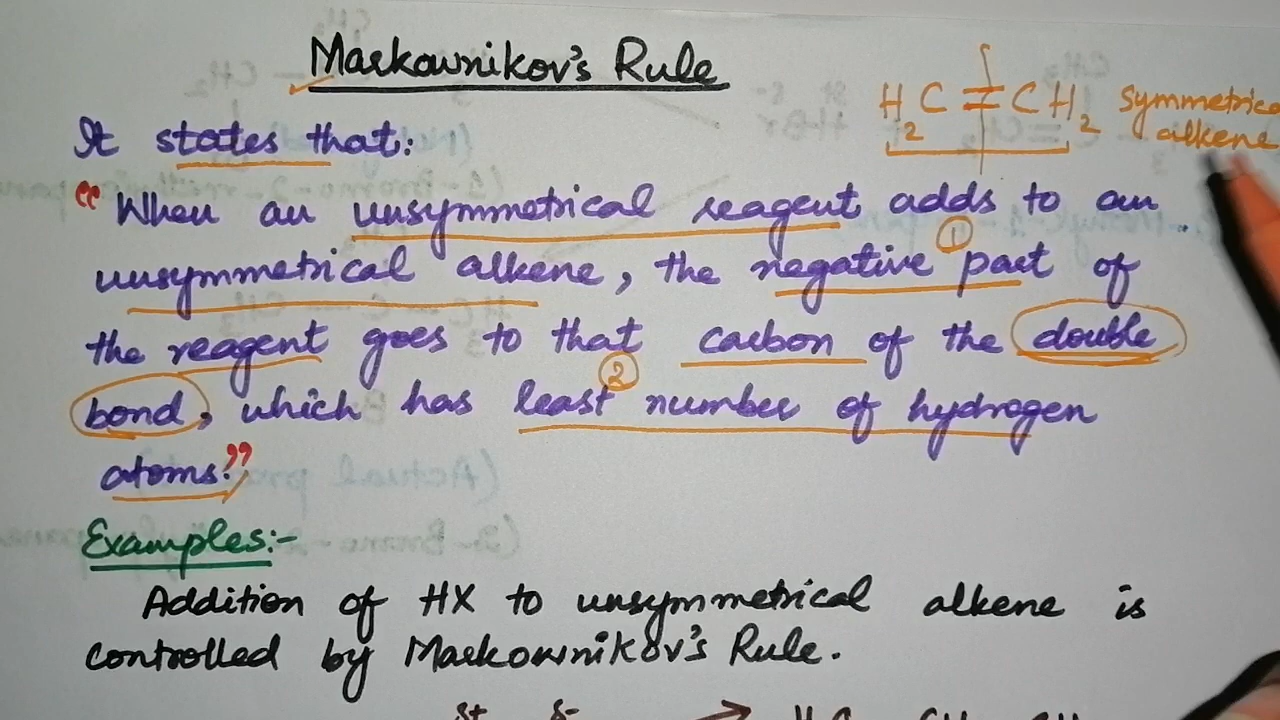 Markownikov's Rule
H₂C=CH₂ symmetrical
alkene
It states that:
"When an unsymmetrical reagent adds to an
unsymmetrical alkene, the negative ① part of
the reagent goes to that carbon of the double
bond, which has least ② number of hydrogen
atoms."
Examples:-
Addition of HX to unsymmetrical alkene is
controlled by Markownikov's Rule.
δ+ δ-